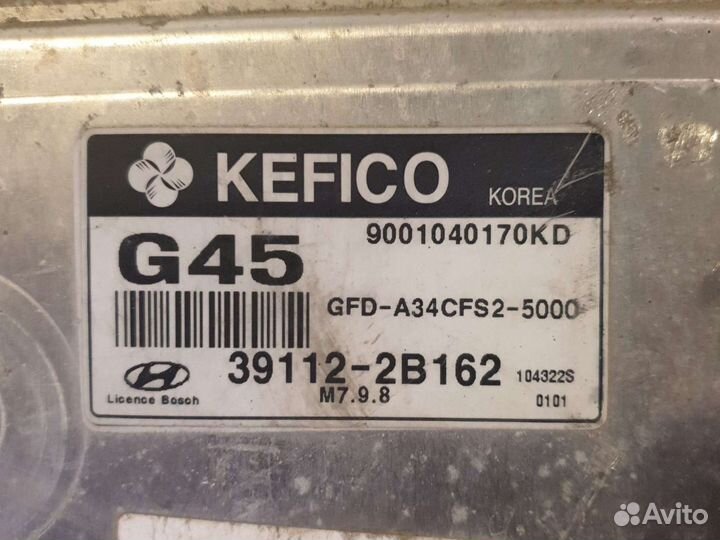 KEFICO KOREA
9001040170KD
G45
GFD-A34CFS2-5000
39112-2B162 104322S
Licence Bosch M7.9.8 0101
Avito